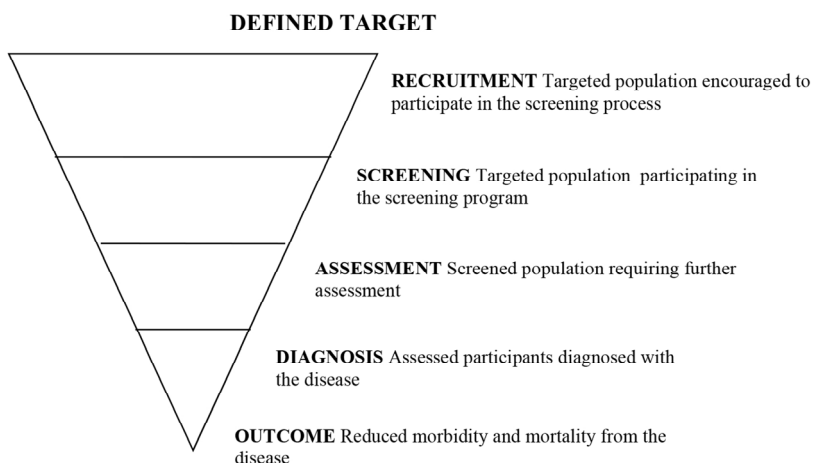 DEFINED TARGET
RECRUITMENT Targeted population encouraged to
participate in the screening process
SCREENING Targeted population participating in
the screening program
ASSESSMENT Screened population requiring further
assessment
DIAGNOSIS Assessed participants diagnosed with
the disease
OUTCOME Reduced morbidity and mortality from the
disease